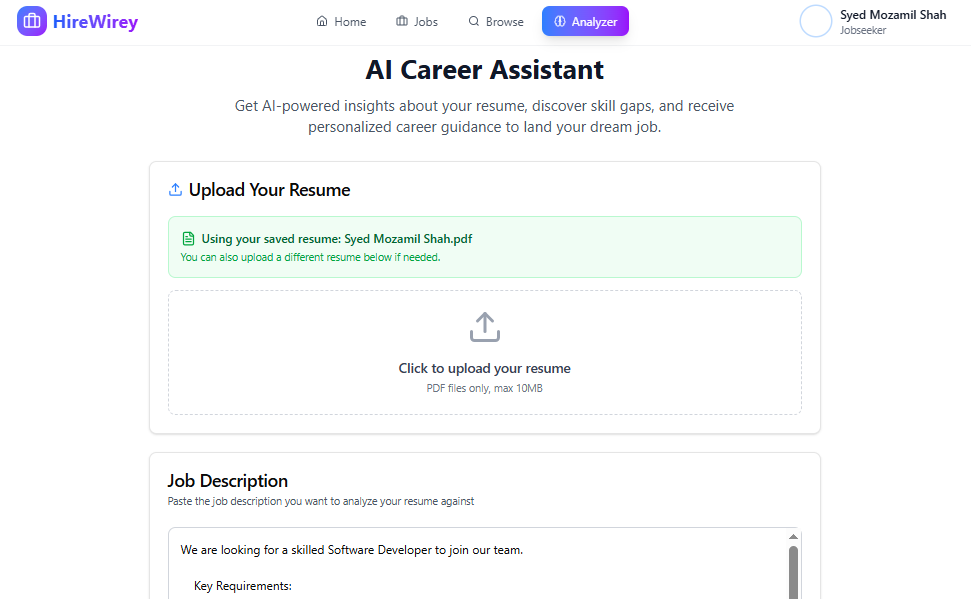 HireWirey
Home
Jobs
Browse
Analyzer
Syed Mozamil Shah
Jobseeker
AI Career Assistant
Get AI-powered insights about your resume, discover skill gaps, and receive
personalized career guidance to land your dream job.
Upload Your Resume
Using your saved resume: Syed Mozamil Shah.pdf
You can also upload a different resume below if needed.
Click to upload your resume
PDF files only, max 10MB
Job Description
Paste the job description you want to analyze your resume against
We are looking for a skilled Software Developer to join our team.
Key Requirements: